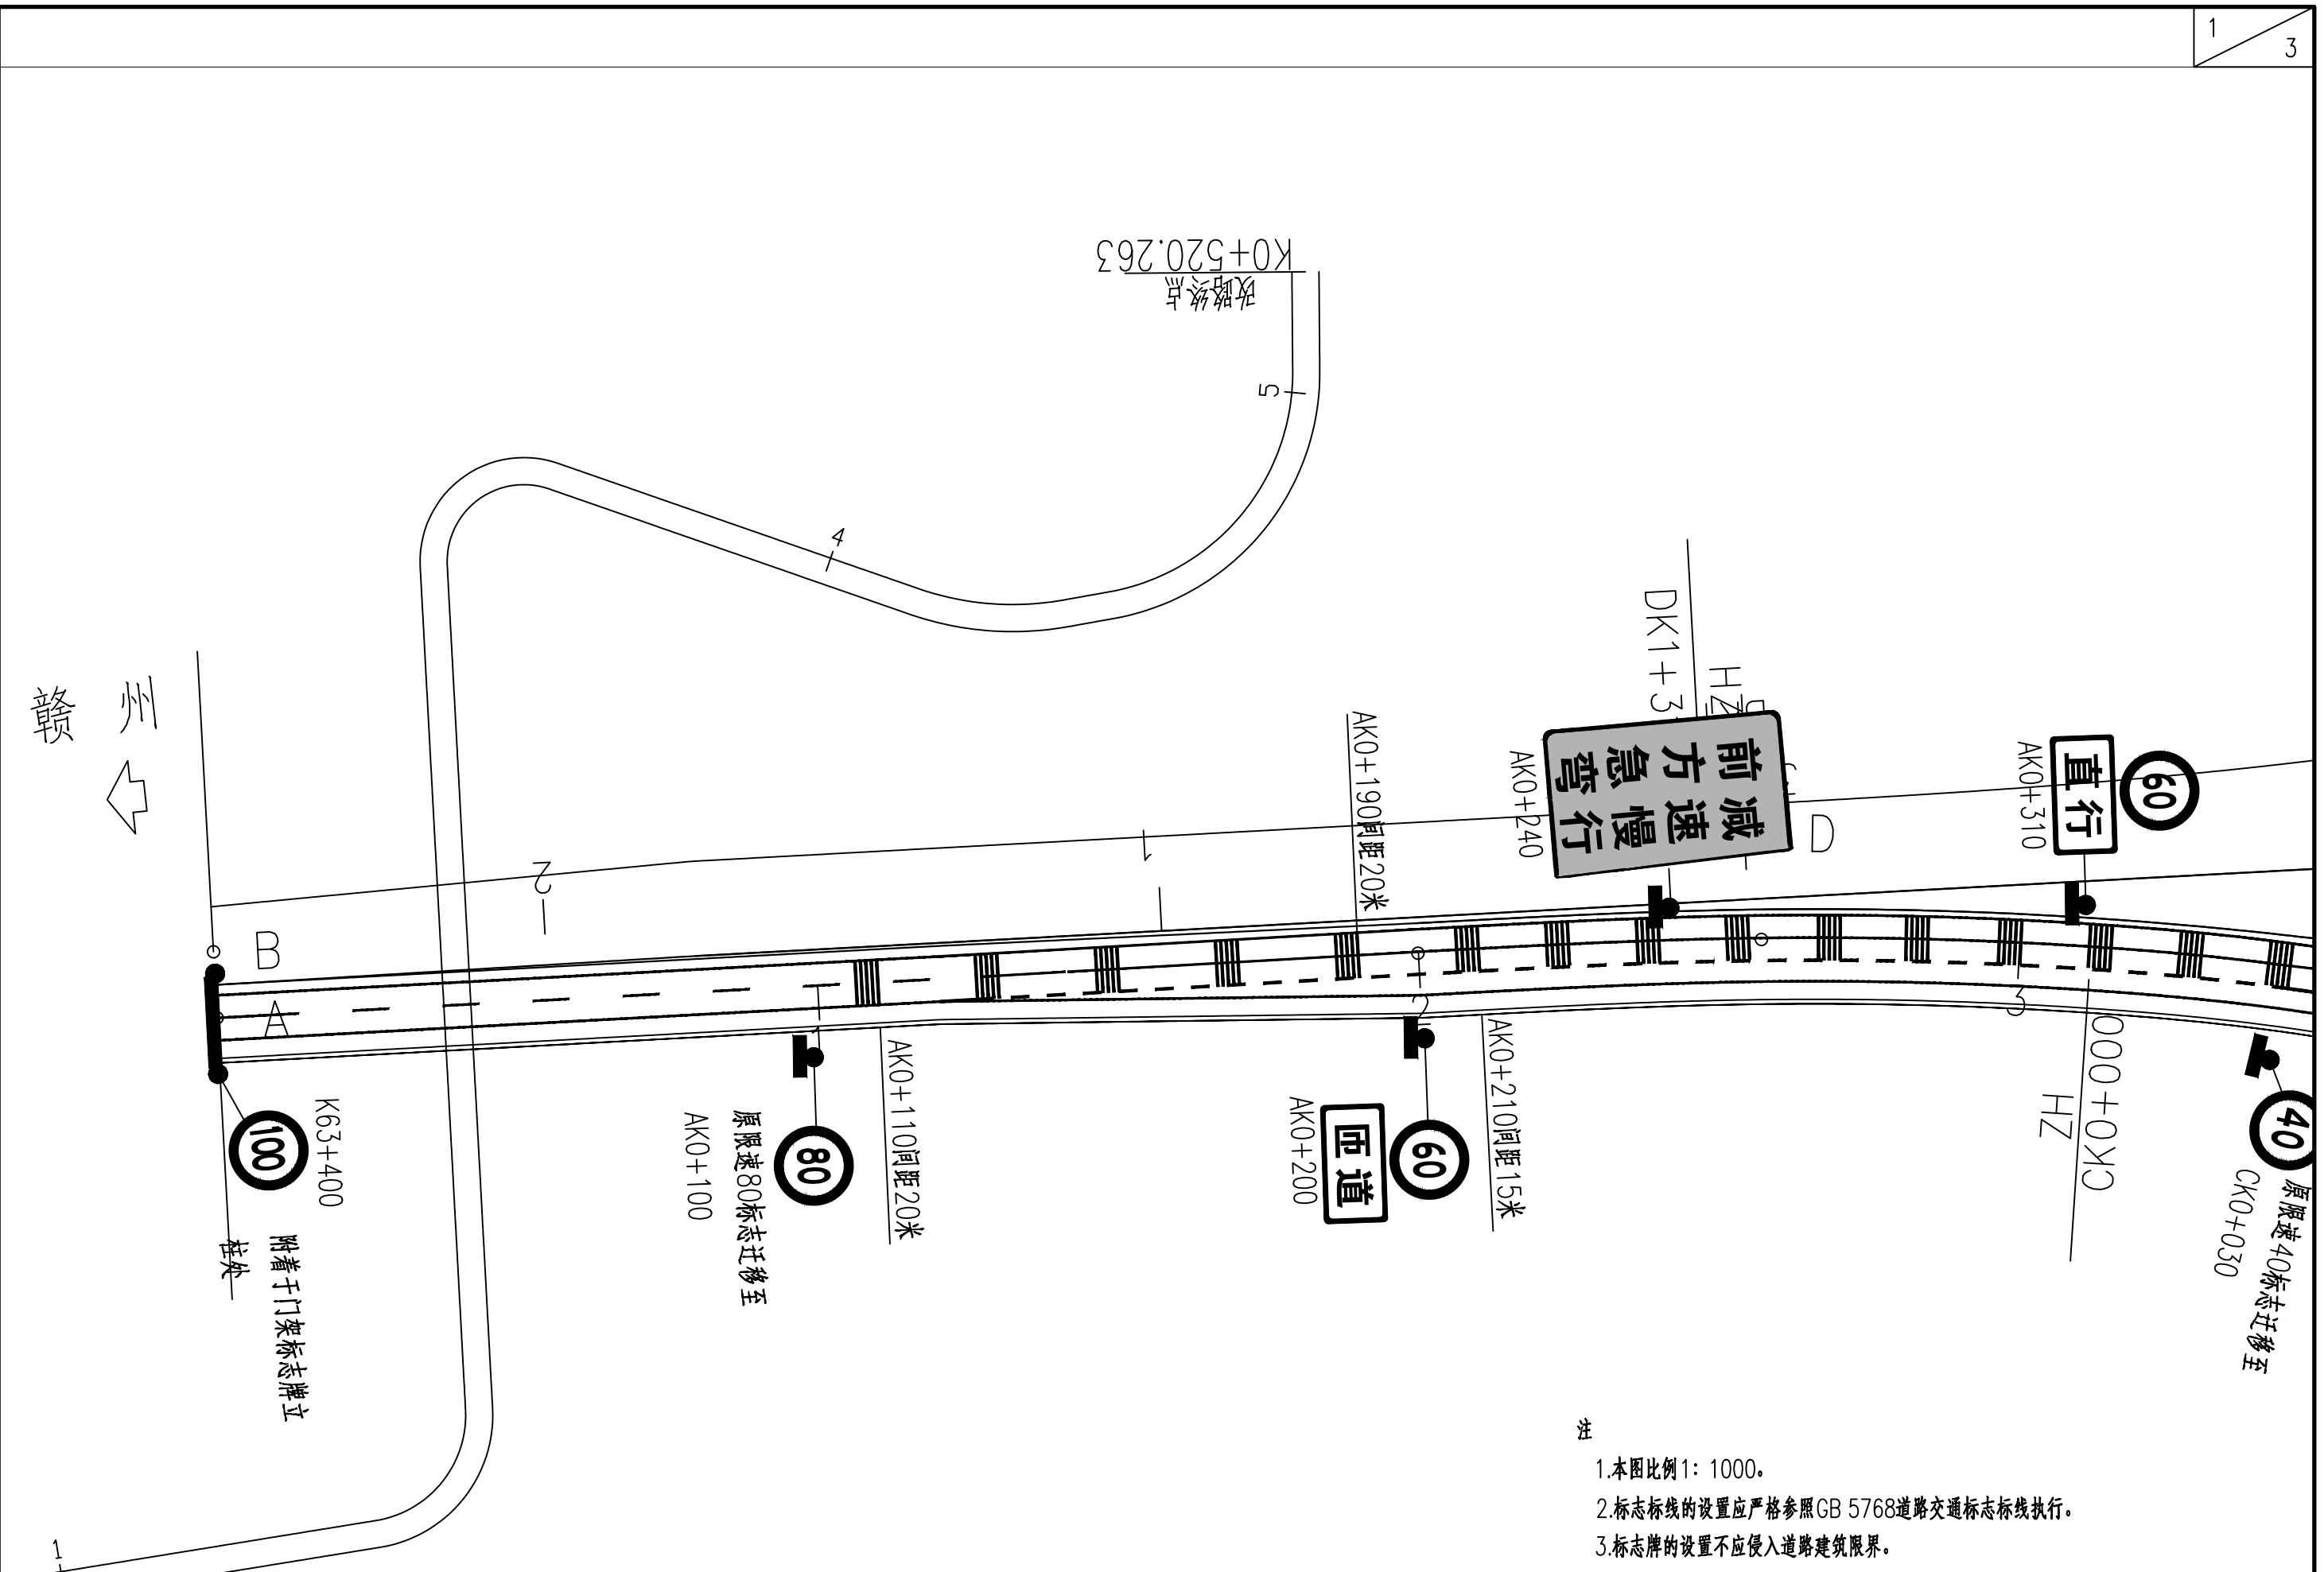 1
3
K0+520.263
改路终点
5
4
赣 州
DK1+3
HZ
AK0+190间距20米
AK0+240
前方急弯
减速慢行
D
AK0+310
直行
60
2
1
B
A
1
2
3
100
K63+400
附着于门架标志牌立
柱处
80
原限速80标志迁移至
AK0+100
AK0+110间距20米
60
匝道
AK0+200
AK0+210间距15米
CK0+000
HZ
40
原限速40标志迁移至
CK0+030
1
注
1.本图比例1：1000。
2.标志标线的设置应严格参照GB 5768道路交通标志标线执行。
3.标志牌的设置不应侵入道路建筑限界。